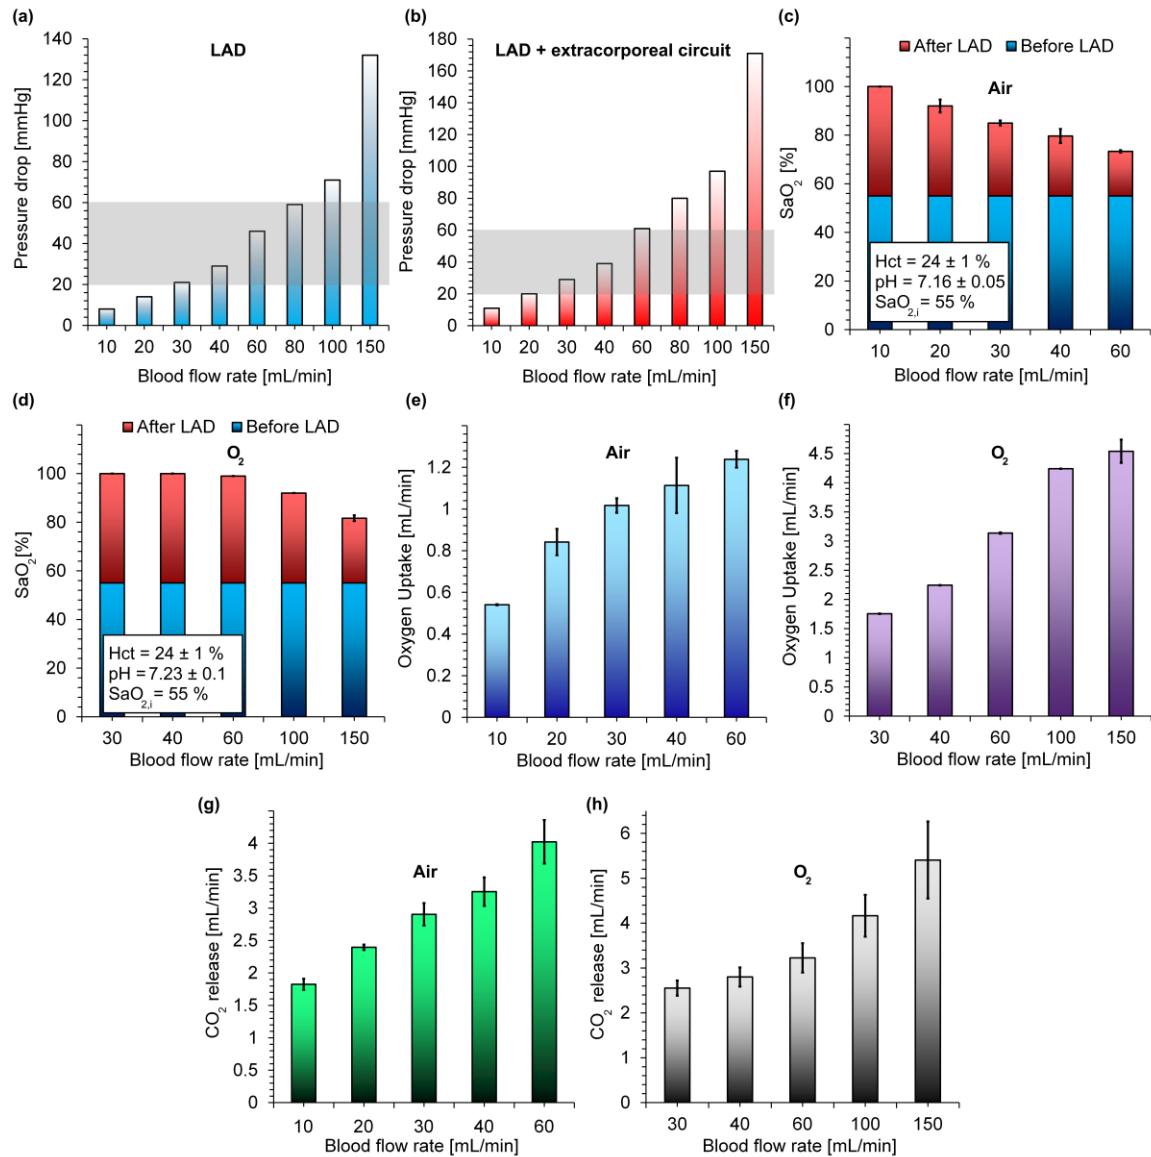 (a)
LAD
Pressure drop [mmHg]
140
120
100
80
60
40
20
0
10 20 30 40 60 80 100 150
Blood flow rate [mL/min]
(b)
LAD + extracorporeal circuit
Pressure drop [mmHg]
180
160
140
120
100
80
60
40
20
0
10 20 30 40 60 80 100 150
Blood flow rate [mL/min]
(c)
After LAD Before LAD
Air
SaO₂ [%]
100
80
60
40
20
0
Hct = 24 ± 1 %
pH = 7.16 ± 0.05
SaO₂,ᵢ = 55 %
10 20 30 40 60
Blood flow rate [mL/min]
(d)
After LAD Before LAD
O₂
SaO₂[%]
100
80
60
40
20
0
Hct = 24 ± 1 %
pH = 7.23 ± 0.1
SaO₂,ᵢ = 55 %
30 40 60 100 150
Blood flow rate [mL/min]
(e)
Air
Oxygen Uptake [mL/min]
1.2
1
0.8
0.6
0.4
0.2
0
10 20 30 40 60
Blood flow rate [mL/min]
(f)
O₂
Oxygen Uptake [mL/min]
4.5
4
3.5
3
2.5
2
1.5
1
0.5
0
30 40 60 100 150
Blood flow rate [mL/min]
(g)
Air
CO₂ release [mL/min]
4
3.5
3
2.5
2
1.5
1
0.5
0
10 20 30 40 60
Blood flow rate [mL/min]
(h)
O₂
CO₂ release [mL/min]
6
5
4
3
2
1
0
30 40 60 100 150
Blood flow rate [mL/min]